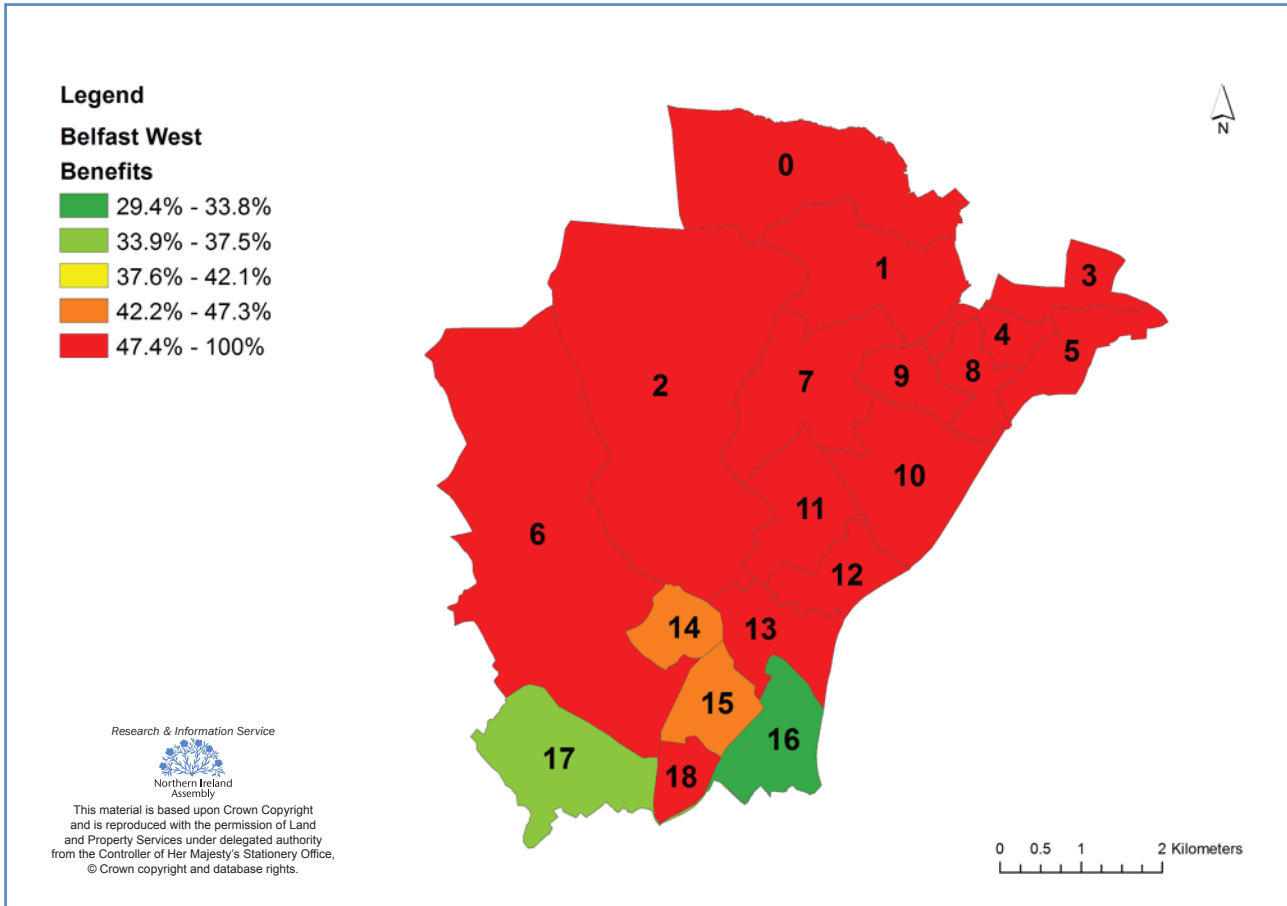 Legend
Belfast West
Benefits
29.4% - 33.8%
33.9% - 37.5%
37.6% - 42.1%
42.2% - 47.3%
47.4% - 100%
N
0
1
2
3
4
5
6
7
8
9
10
11
12
13
14
15
16
17
18
Research & Information Service
Northern Ireland
Assembly
This material is based upon Crown Copyright
and is reproduced with the permission of Land
and Property Services under delegated authority
from the Controller of Her Majesty's Stationery Office,
© Crown copyright and database rights.
0 0.5 1 2 Kilometers